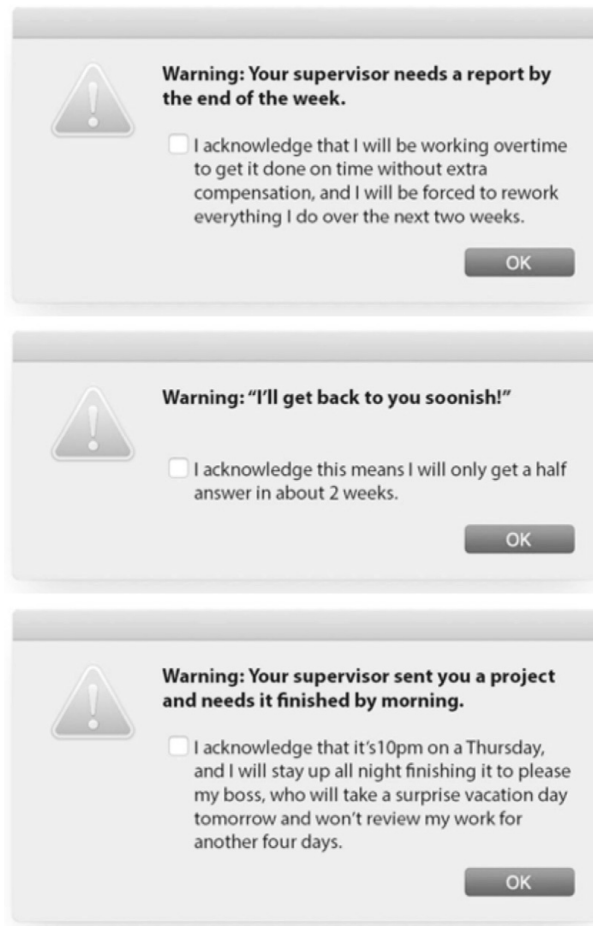 Warning: Your supervisor needs a report by
the end of the week.
I acknowledge that I will be working overtime
to get it done on time without extra
compensation, and I will be forced to rework
everything I do over the next two weeks.
OK
Warning: “I’ll get back to you soonish!”
I acknowledge this means I will only get a half
answer in about 2 weeks.
OK
Warning: Your supervisor sent you a project
and needs it finished by morning.
I acknowledge that it’s10pm on a Thursday,
and I will stay up all night finishing it to please
my boss, who will take a surprise vacation day
tomorrow and won’t review my work for
another four days.
OK